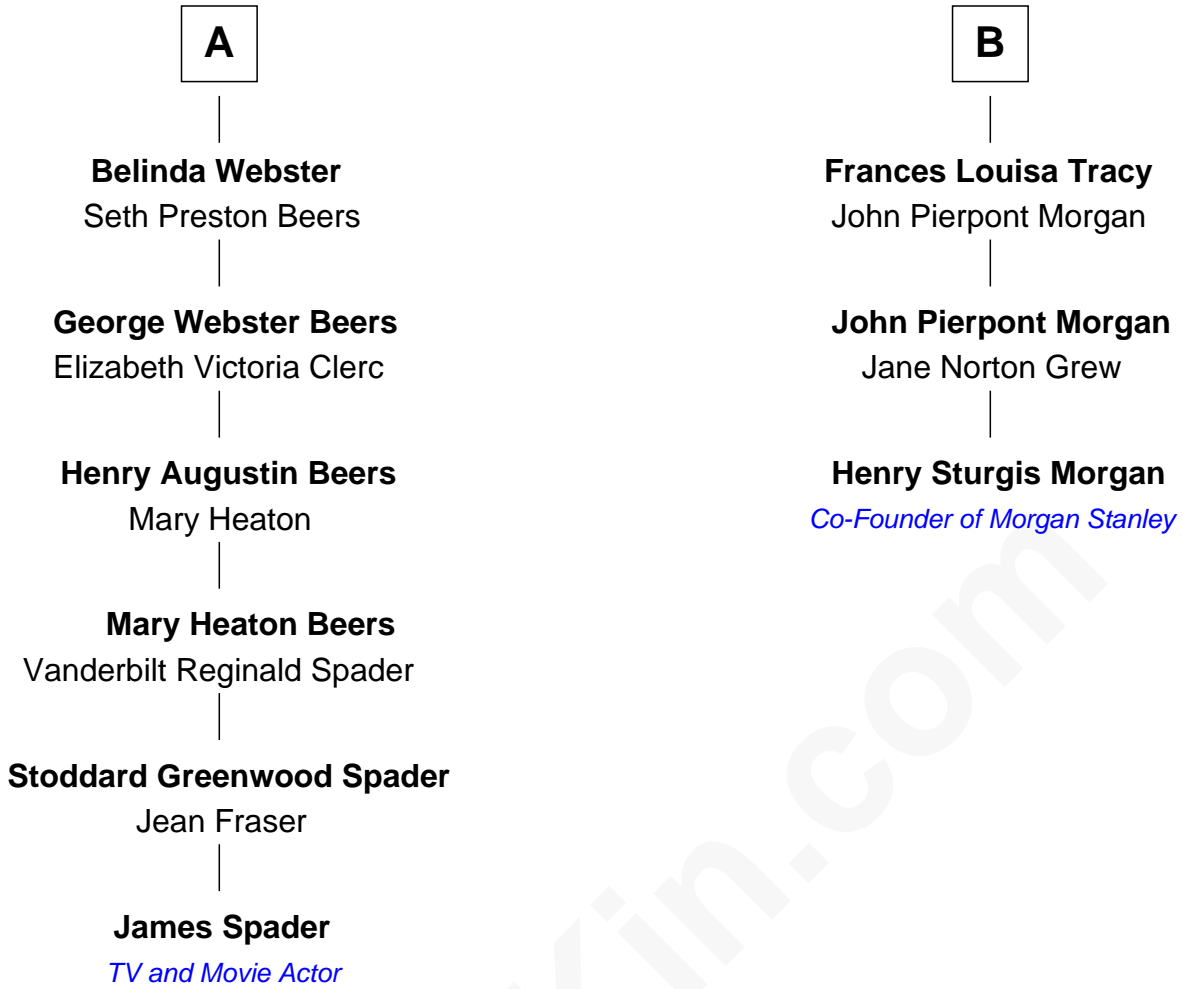 A
Belinda Webster
Seth Preston Beers
George Webster Beers
Elizabeth Victoria Clerc
Henry Augustin Beers
Mary Heaton
Mary Heaton Beers
Vanderbilt Reginald Spader
Stoddard Greenwood Spader
Jean Fraser
James Spader
TV and Movie Actor
B
Frances Louisa Tracy
John Pierpont Morgan
John Pierpont Morgan
Jane Norton Grew
Henry Sturgis Morgan
Co-Founder of Morgan Stanley
Kin.com